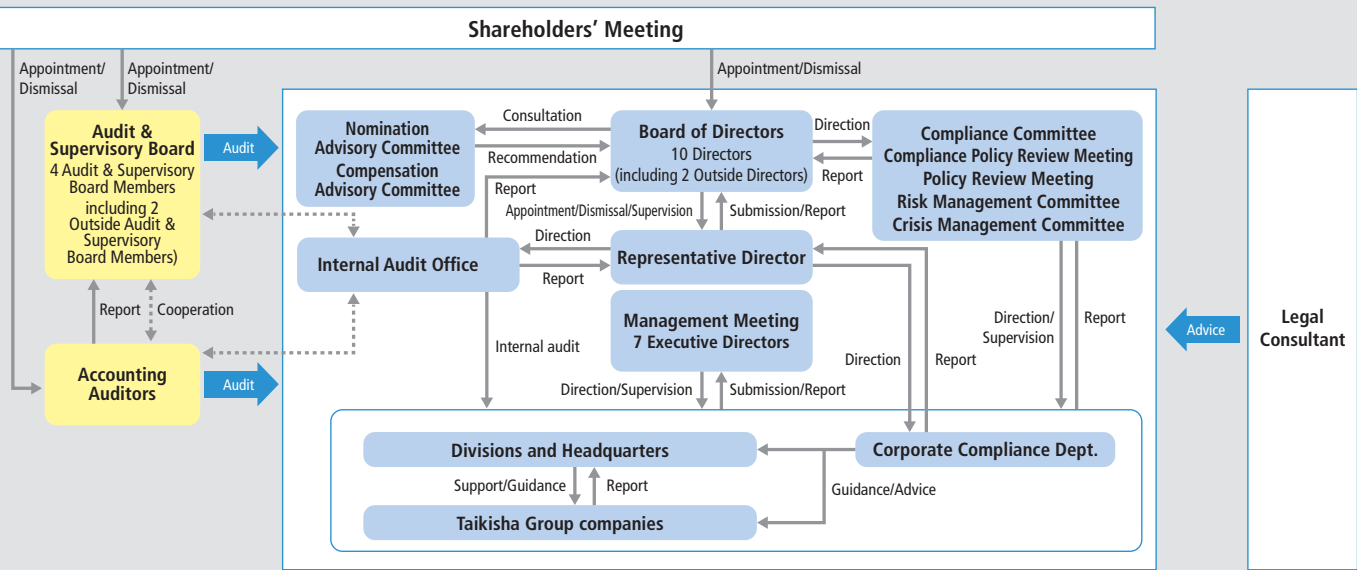 Shareholders' Meeting
Appointment/
Dismissal
Appointment/
Dismissal
Appointment/Dismissal
Audit &
Supervisory Board
4 Audit & Supervisory
Board Members
including 2
Outside Audit &
Supervisory
Board Members)
Audit
Nomination
Advisory Committee
Compensation
Advisory Committee
Consultation
Recommendation
Report
Board of Directors
10 Directors
(including 2 Outside Directors)
Direction
Report
Compliance Committee
Compliance Policy Review Meeting
Policy Review Meeting
Risk Management Committee
Crisis Management Committee
Appointment/Dismissal/Supervision
Submission/Report
Internal Audit Office
Direction
Report
Representative Director
Report
Cooperation
Accounting
Auditors
Audit
Internal audit
Management Meeting
7 Executive Directors
Direction/Supervision
Submission/Report
Direction
Report
Direction/
Supervision
Report
Advice
Legal
Consultant
Divisions and Headquarters
Corporate Compliance Dept.
Support/Guidance
Report
Guidance/Advice
Taikisha Group companies